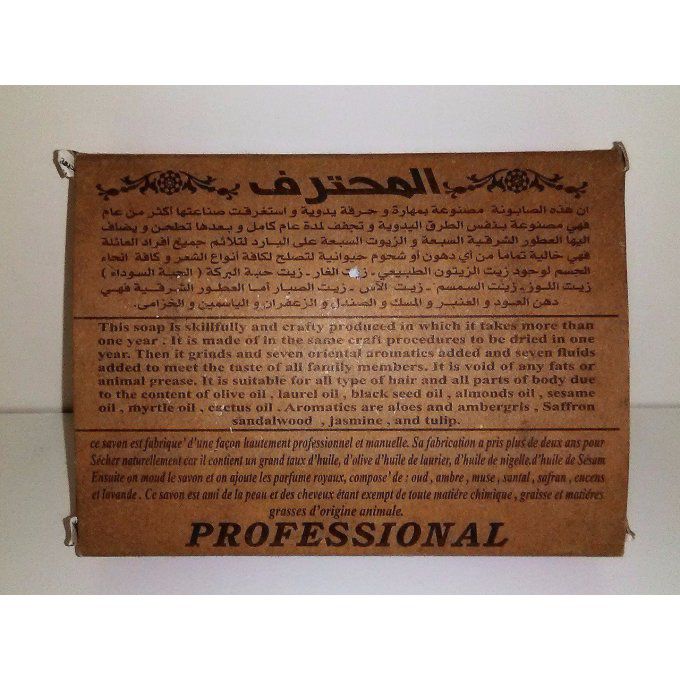 المحترف
ان هذه الصابونة مصنوعة بمهارة و حرفة يدوية و استغرقت صناعتها أكثر من عام
فهي مصنوعة بنفس الطرق اليدوية و تجفف لمدة عام كامل و بعدها تطحن و يضاف
اليها العطور الشرقية السبعة و الزيوت السبعة على البارد لتلائم جميع أفراد العائلة
فهي خالية تماماً من أي دهون أو شحوم حيوانية لتصلح لكافة أنواع الشعر و كافة انحاء
الجسم لوجود زيت الزيتون الطبيعي - زيت الغار - زيت حبة البركة ( الحبة السوداء )
زيت اللوز - زيت السمسم - زيت الآس - زيت الصبار أما العطور الشرقية فهي
دهن العود و العنبر و المسك و الصندل و الزعفران و الياسمين و الخزامى.
This soap Is skillfully and crafty produced in which it takes more than
one year . It is made of in the same craft procedures to be dried in one
year. Then it grinds and seven oriental aromatics added and seven fluids
added to meet the taste of all family members. It is void of any fats or
animal grease. It is suitable for all type of hair and all parts of body due
to the content of olive oil , laurel oil , black seed oil , almonds oil , sesame
oil , myrtle oil , cactus oil . Aromatics are aloes and ambergris , Saffron
sandalwood , jasmine , and tulip.
ce savon est fabrique' d'une façon hautement professionnel et manuelle. Sa fabrication a pris plus de deux ans pour
Sécher naturellement car il contient un grand taux d'huile, d'olive d'huile de laurier, d'huile de nigelle.d'huile de Sésam
Ensuite on moud le savon et on ajoute les parfume royaux, compose' de : oud , ambre , muse , santal , safran , encens
et lavande . Ce savon est ami de la peau et des cheveux étant exempt de toute matiére chimique , graisse et matiéres
grasses d'origine animale.
PROFESSIONAL